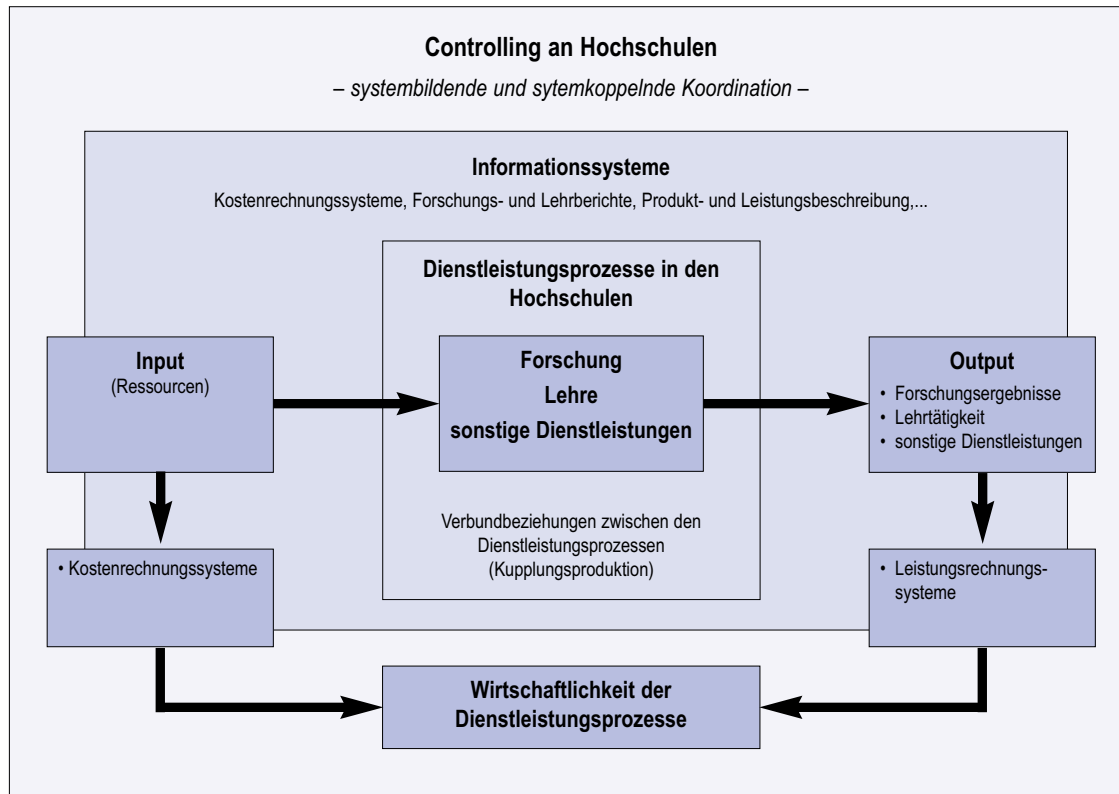 Controlling an Hochschulen
– systembildende und sytemkoppelnde Koordination –
Informationssysteme
Kostenrechnungssysteme, Forschungs- und Lehrberichte, Produkt- und Leistungsbeschreibung,...
Dienstleistungsprozesse in den
Hochschulen
Input
(Ressourcen)
Forschung
Lehre
sonstige Dienstleistungen
Output
• Forschungsergebnisse
• Lehrtätigkeit
• sonstige Dienstleistungen
Verbundbeziehungen zwischen den
Dienstleistungsprozessen
(Kupplungsproduktion)
• Kostenrechnungssysteme
• Leistungsrechnungs-
systeme
Wirtschaftlichkeit der
Dienstleistungsprozesse